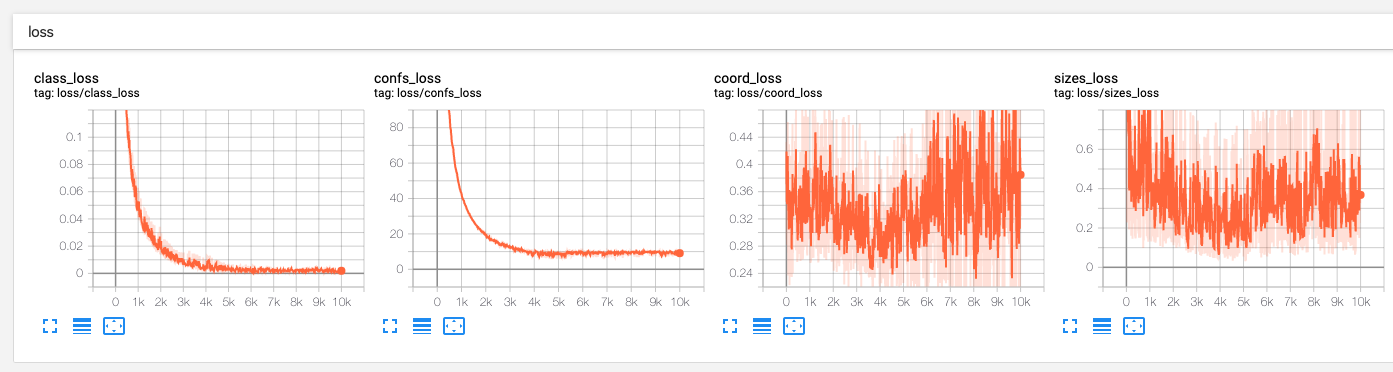 loss
class_loss
tag: loss/class_loss
0.1
0.08
0.06
0.04
0.02
0
0 1k 2k 3k 4k 5k 6k 7k 8k 9k 10k
confs_loss
tag: loss/confs_loss
80
60
40
20
0
0 1k 2k 3k 4k 5k 6k 7k 8k 9k 10k
coord_loss
tag: loss/coord_loss
0.44
0.4
0.36
0.32
0.28
0.24
0 1k 2k 3k 4k 5k 6k 7k 8k 9k 10k
sizes_loss
tag: loss/sizes_loss
0.6
0.4
0.2
0
0 1k 2k 3k 4k 5k 6k 7k 8k 9k 10k